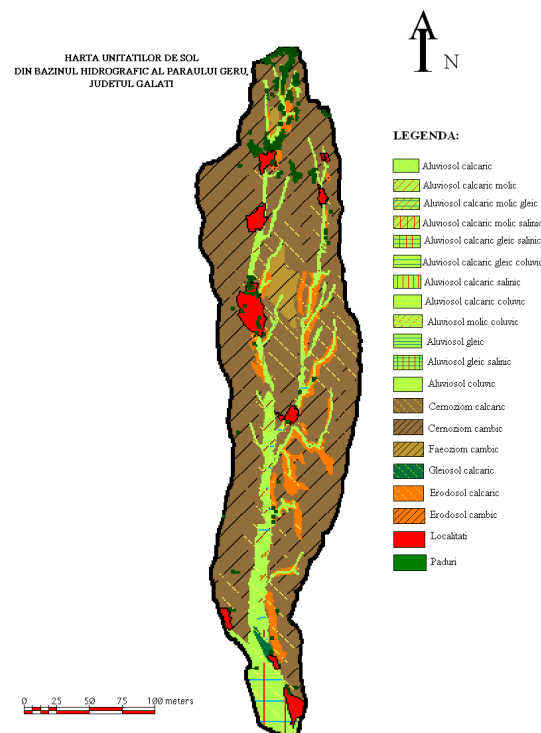 HARTA UNITATILOR DE SOL
DIN BAZINUL HIDROGRAFIC AL PARAULUI GERU,
JUDETUL GALATI
N
LEGENDA:
Aluviosol calcaric
Aluviosol calcaric molic
Aluviosol calcaric molic gleic
Aluviosol calcaric molic salinic
Aluviosol calcaric gleic salinic
Aluviosol calcaric gleic coluvic
Aluviosol calcaric salinic
Aluviosol calcaric coluvic
Aluviosol molic coluvic
Aluviosol gleic
Aluviosol gleic salinic
Aluviosol coluvic
Cernoziom calcaric
Cernoziom cambic
Faeoziom cambic
Gleiosol calcaric
Erodosol calcaric
Erodosol cambic
Localitati
Paduri
0 25 50 75 100 meters